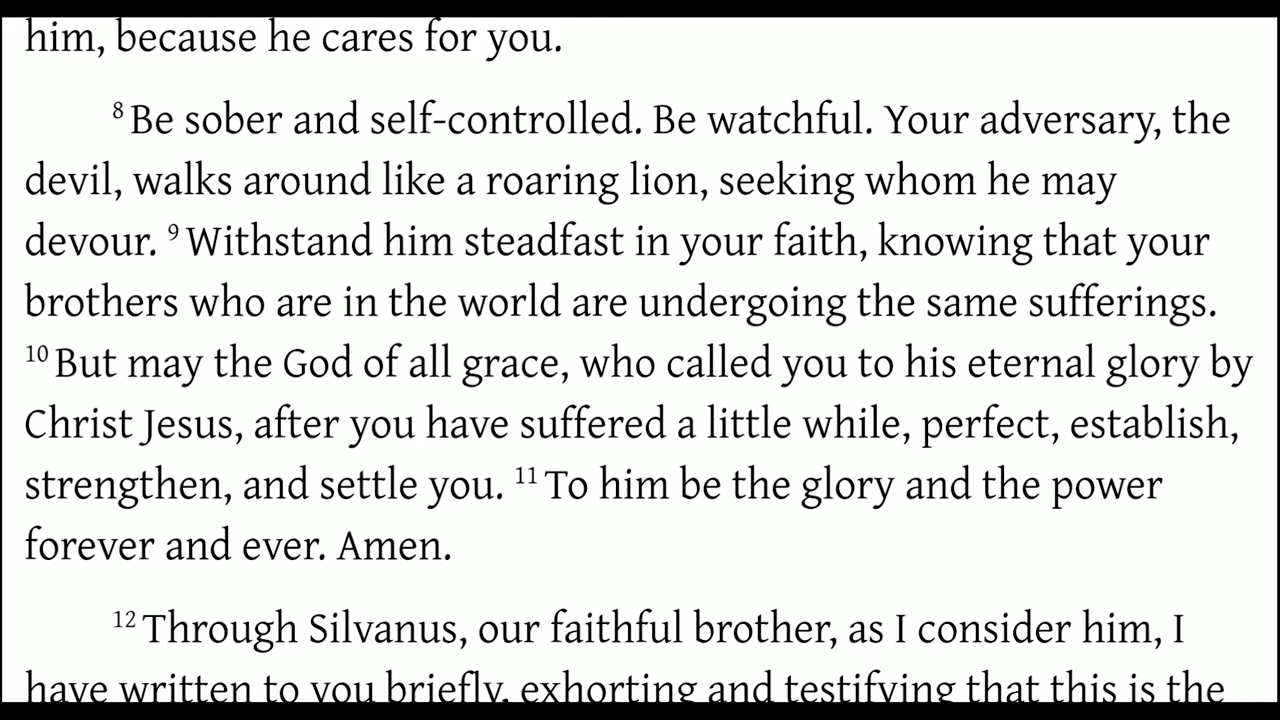 him, because he cares for you.
8 Be sober and self-controlled. Be watchful. Your adversary, the
devil, walks around like a roaring lion, seeking whom he may
devour. 9 Withstand him steadfast in your faith, knowing that your
brothers who are in the world are undergoing the same sufferings.
10 But may the God of all grace, who called you to his eternal glory by
Christ Jesus, after you have suffered a little while, perfect, establish,
strengthen, and settle you. 11 To him be the glory and the power
forever and ever. Amen.
12 Through Silvanus, our faithful brother, as I consider him, I
have written to you briefly, exhorting and testifying that this is the